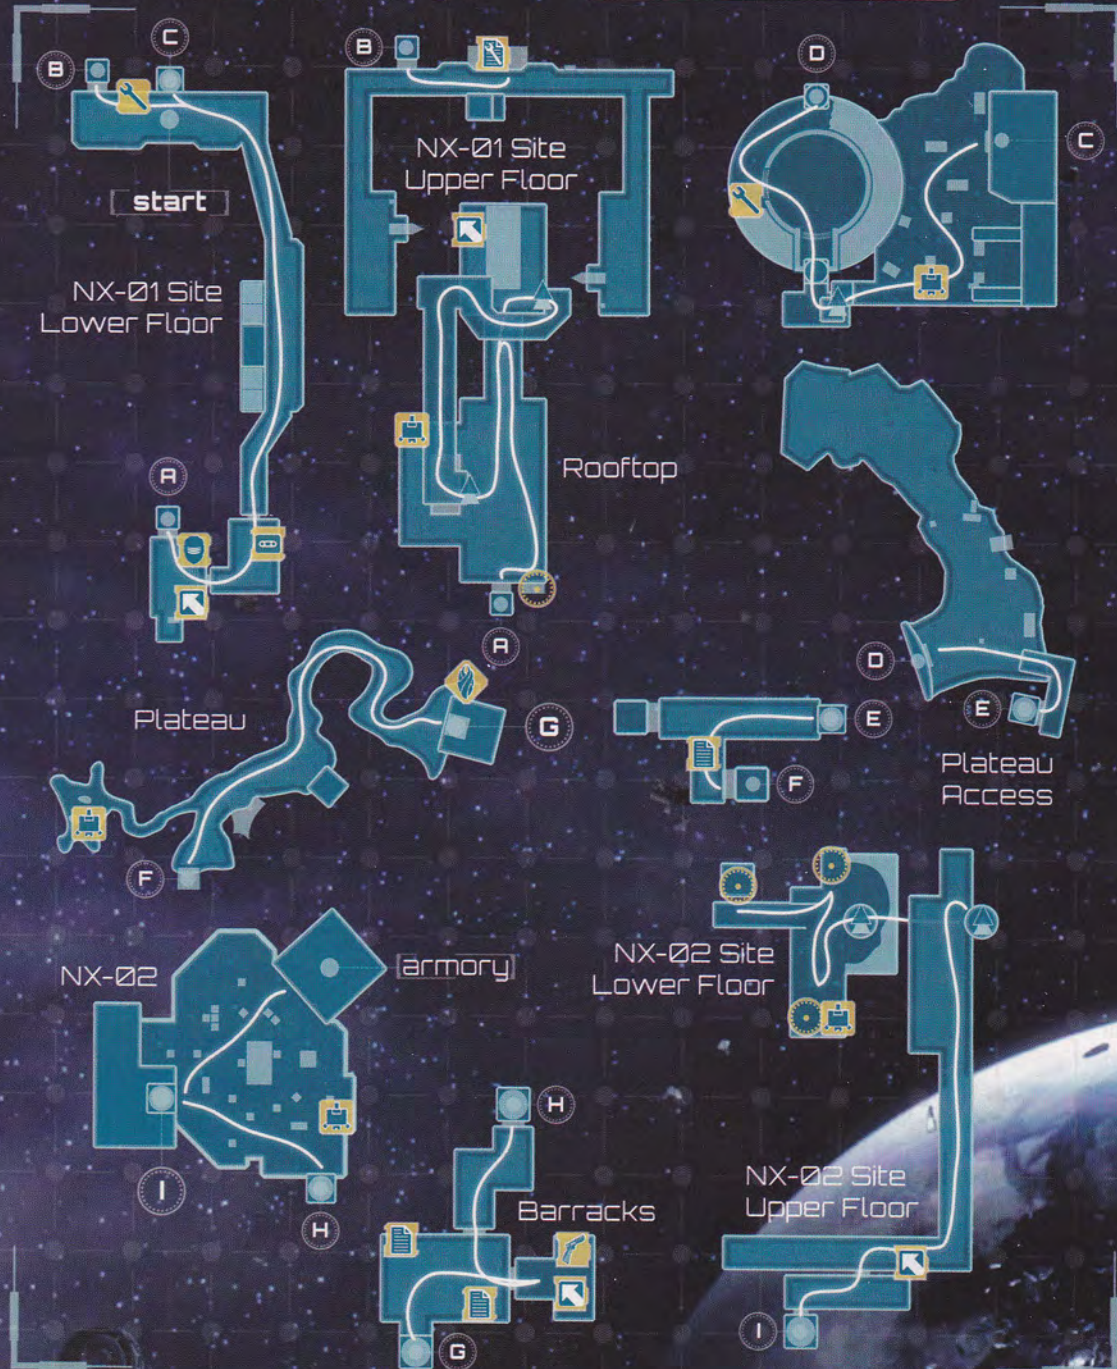 C
B
B
D
C
NX-01 Site
Upper Floor
start
NX-01 Site
Lower Floor
A
Rooftop
A
D
E
Plateau
Access
Plateau
G
E
F
F
NX-02
armory
NX-02 Site
Lower Floor
I
H
H
Barracks
G
NX-02 Site
Upper Floor
I